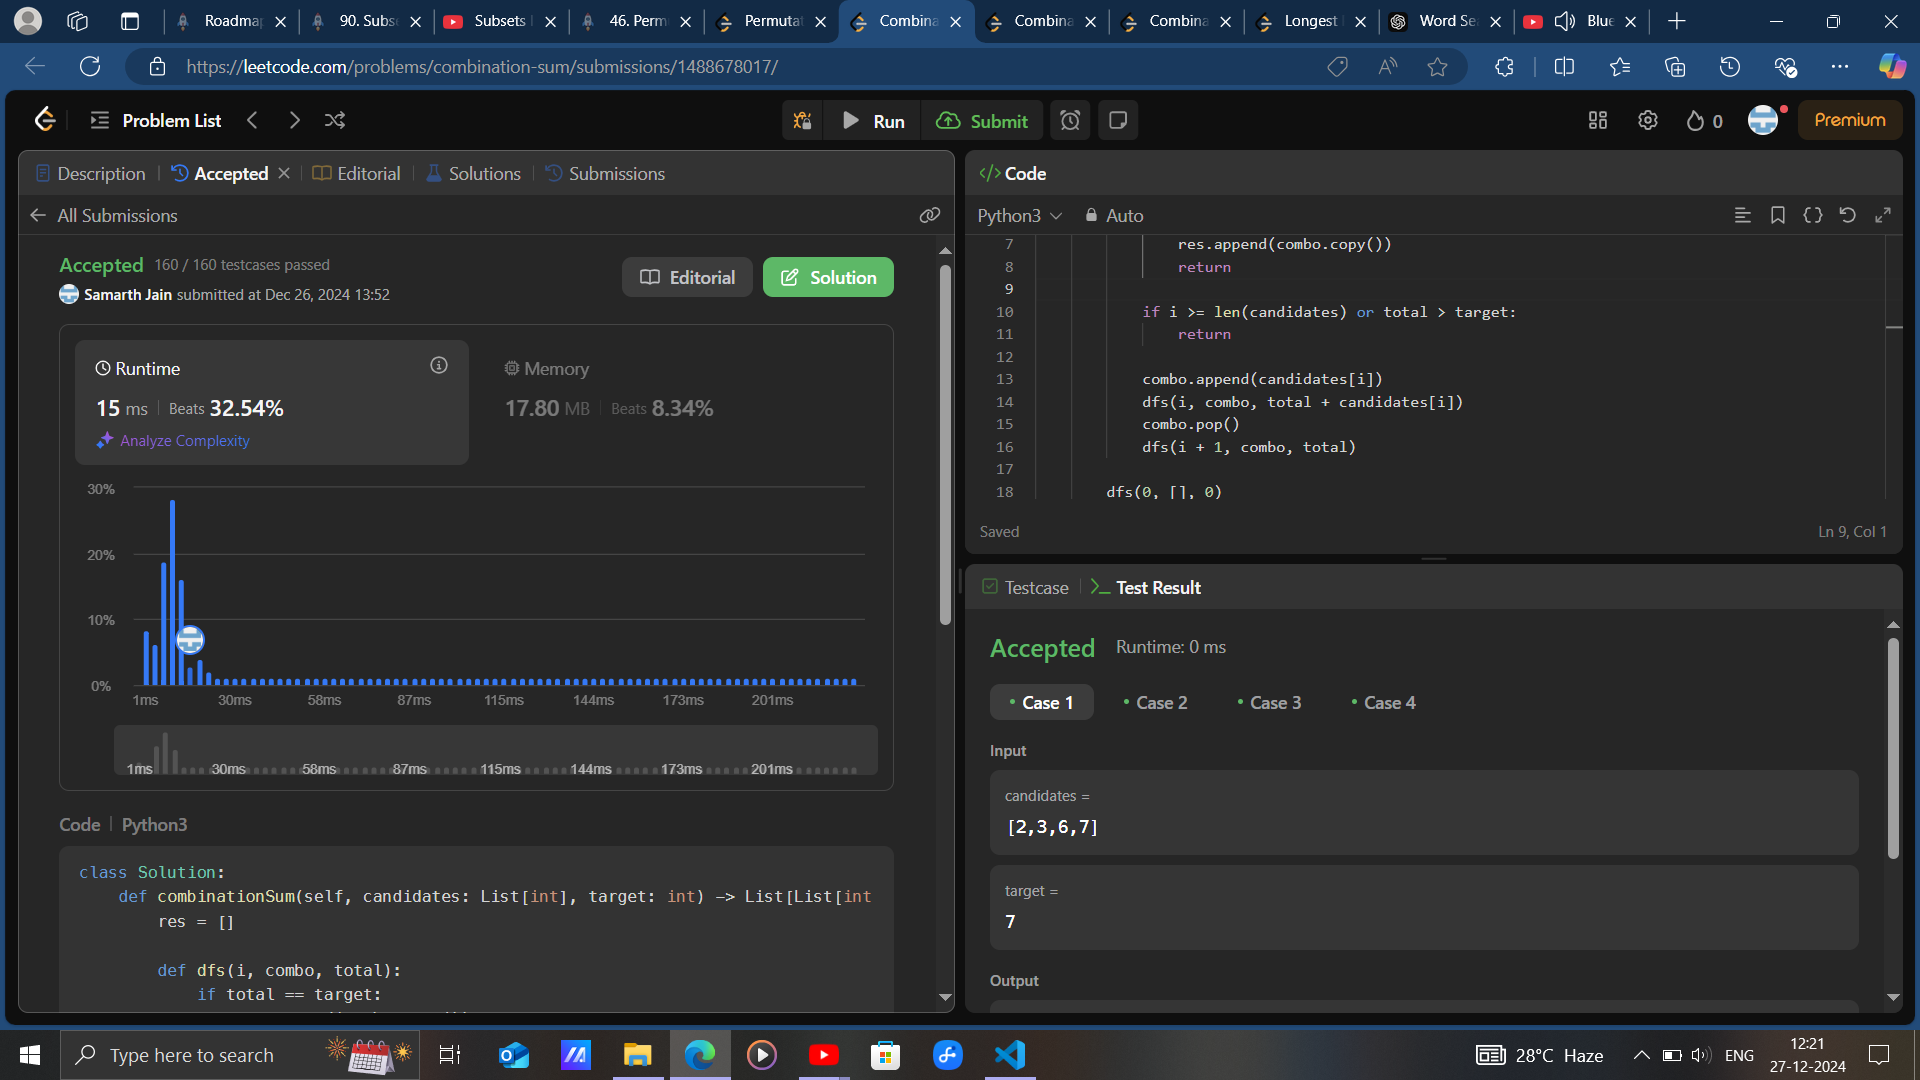 Roadmap
90. Subs
Subsets
46. Perm
Permutat
Combina
Combina
Combina
Longest
Word Se
Blue
https://leetcode.com/problems/combination-sum/submissions/1488678017/
Problem List
Run
Submit
0
Premium
Description
Accepted
Editorial
Solutions
Submissions
All Submissions
Accepted 160 / 160 testcases passed
Samarth Jain submitted at Dec 26, 2024 13:52
Editorial
Solution
Runtime
15 ms | Beats 32.54%
Analyze Complexity
Memory
17.80 MB | Beats 8.34%
30%
20%
10%
0%
1ms 30ms 58ms 87ms 115ms 144ms 173ms 201ms
1ms 30ms 58ms 87ms 115ms 144ms 173ms 201ms
Code | Python3
class Solution:
def combinationSum(self, candidates: List[int], target: int) -> List[List[int
res = []
def dfs(i, combo, total):
if total == target:
</> Code
Python3
Auto
7 res.append(combo.copy())
8 return
9
10 if i >= len(candidates) or total > target:
11 return
12
13 combo.append(candidates[i])
14 dfs(i, combo, total + candidates[i])
15 combo.pop()
16 dfs(i + 1, combo, total)
17
18 dfs(0, [], 0)
Saved
Ln 9, Col 1
Testcase
Test Result
Accepted Runtime: 0 ms
Case 1
Case 2
Case 3
Case 4
Input
candidates =
[2,3,6,7]
target =
7
Output
Type here to search
28°C Haze
ENG
12:21
27-12-2024